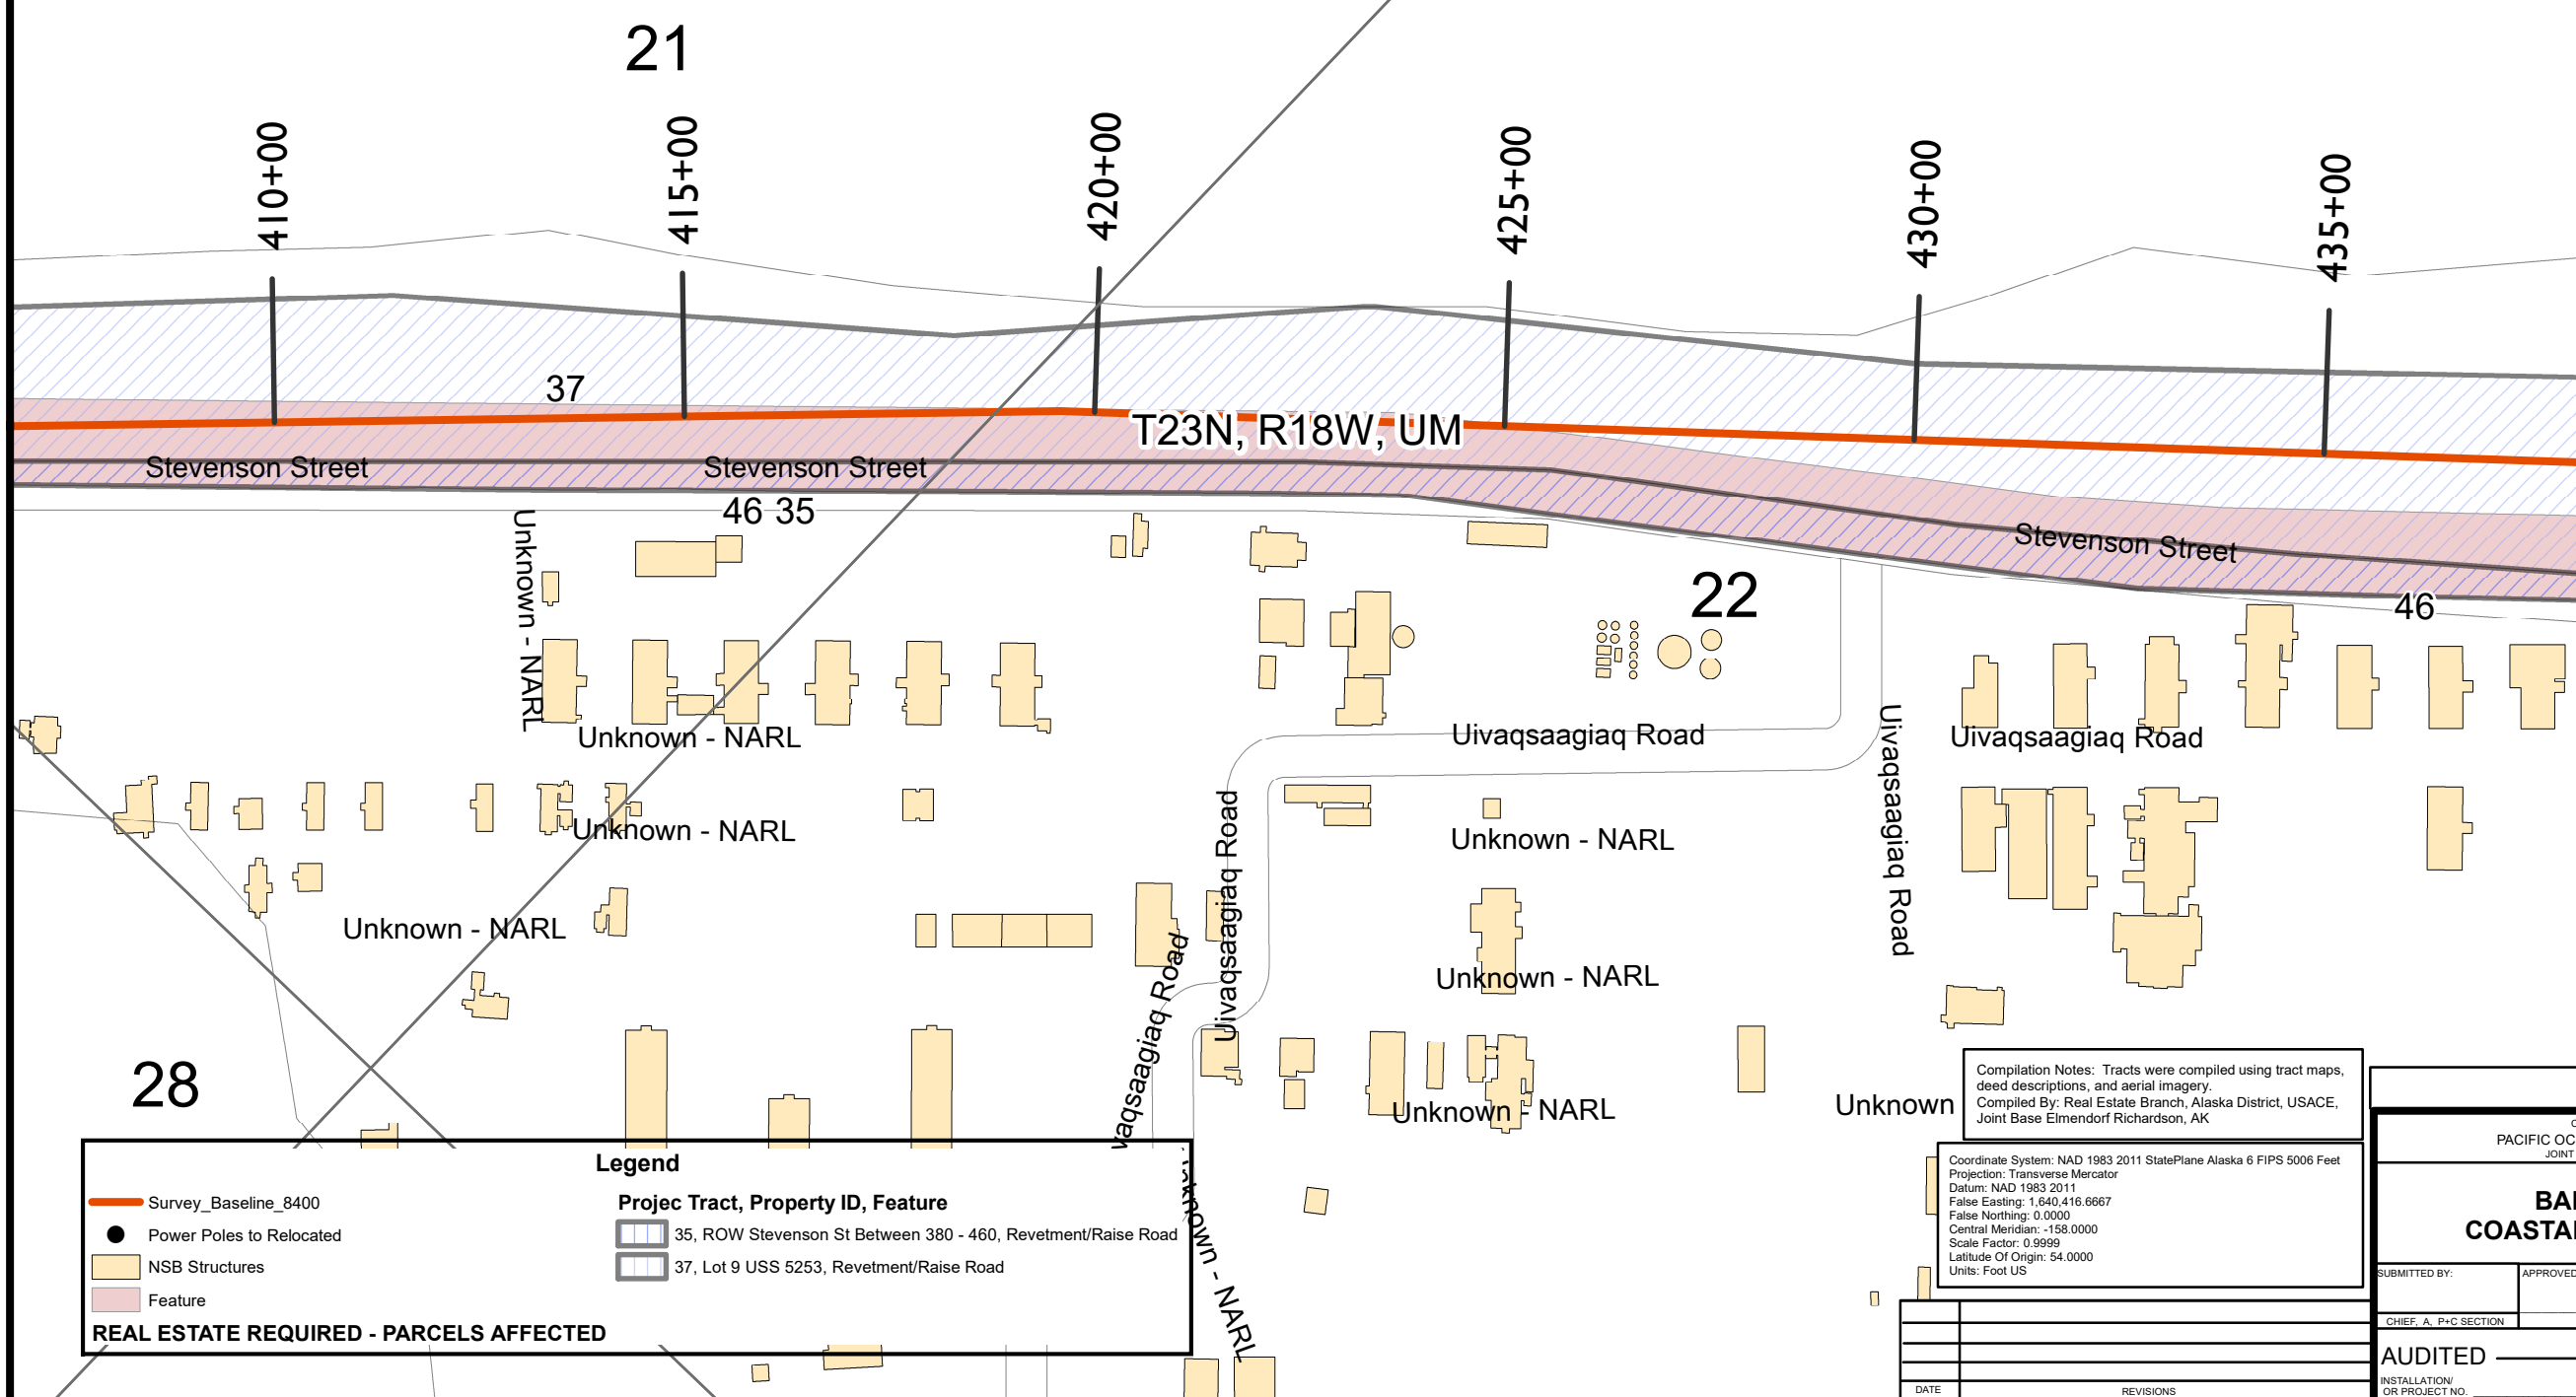 21
410+00
415+00
420+00
425+00
430+00
435+00
37
T23N, R18W, UM
Stevenson Street
Stevenson Street
Stevenson Street
46 35
46
22
Unknown - NARL
Unknown - NARL
Uivaqsaagiaq Road
Uivaqsaagiaq Road
Uivaqsaagiaq Road
Unknown - NARL
Unknown - NARL
Uivaqsaagiaq Road
Unknown - NARL
Unknown - NARL
vaqsaagiaq Road
28
Unknown - NARL
Unknown
known - NARL
Compilation Notes: Tracts were compiled using tract maps,
deed descriptions, and aerial imagery.
Compiled By: Real Estate Branch, Alaska District, USACE,
Joint Base Elmendorf Richardson, AK
Coordinate System: NAD 1983 2011 StatePlane Alaska 6 FIPS 5006 Feet
Projection: Transverse Mercator
Datum: NAD 1983 2011
False Easting: 1,640,416.6667
False Northing: 0.0000
Central Meridian: -158.0000
Scale Factor: 0.9999
Latitude Of Origin: 54.0000
Units: Foot US
Legend
Survey_Baseline_8400
Power Poles to Relocated
NSB Structures
Feature
Projec Tract, Property ID, Feature
35, ROW Stevenson St Between 380 - 460, Revetment/Raise Road
37, Lot 9 USS 5253, Revetment/Raise Road
REAL ESTATE REQUIRED - PARCELS AFFECTED
PACIFIC OC
JOINT
BA
COASTA
SUBMITTED BY:
APPROVED
CHIEF, A, P+C SECTION
AUDITED
INSTALLATION/
OR PROJECT NO.
DATE
REVISIONS